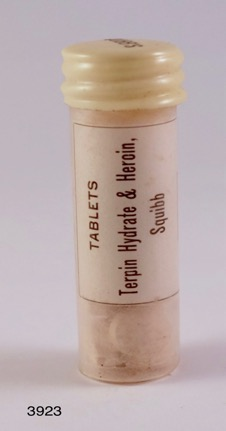 TABLETS
Terpin Hydrate & Heroin,
Squibb
3923